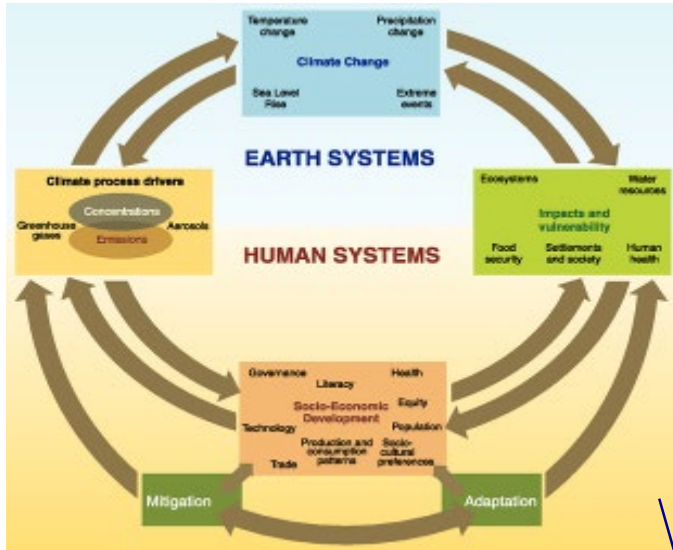 Temperature
change
Precipitation
change
Climate Change
Sea Level
Rise
Extreme
events
EARTH SYSTEMS
Climate process drivers
Concentrations
Greenhouse
gases
Aerosols
Emissions
Ecosystems
Water
resources
Impacts and
vulnerability
Food
security
Settlements
and society
Human
health
HUMAN SYSTEMS
Governance
Literacy
Health
Equity
Socio-Economic
Development
Technology
Population
Production and
consumption
patterns
Socio-
cultural
preferences
Trade
Mitigation
Adaptation